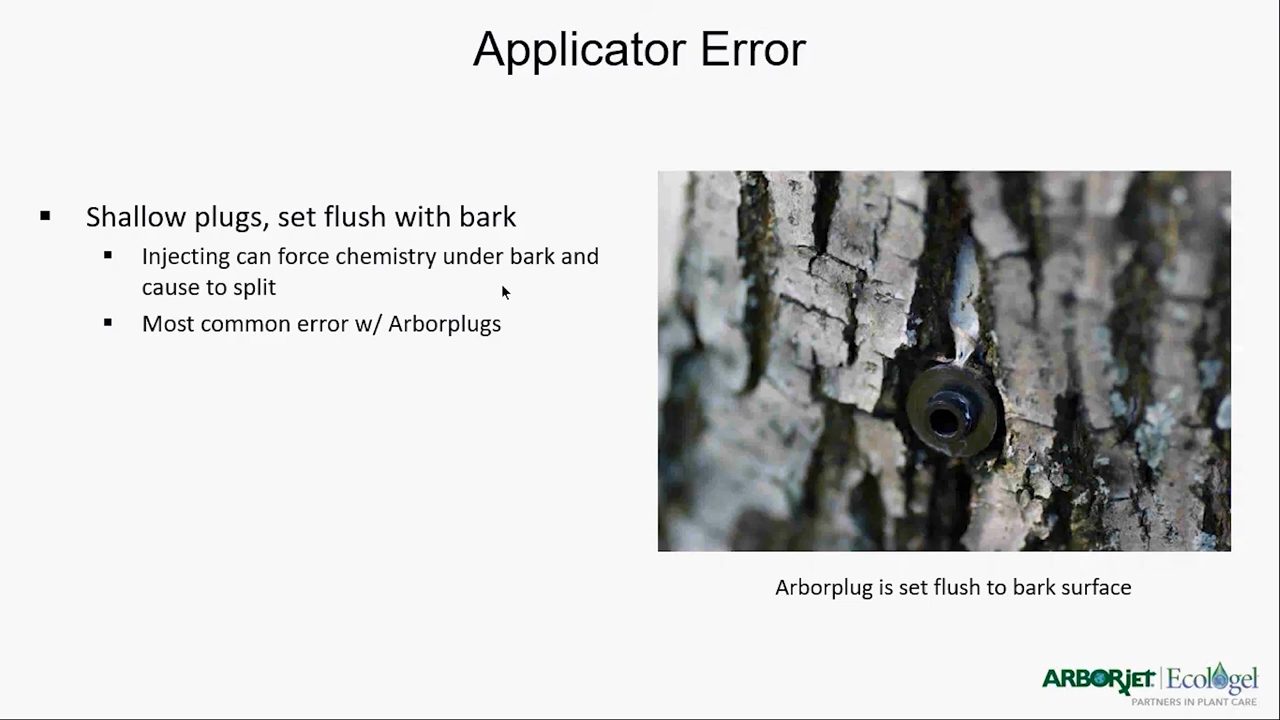 Applicator Error
Shallow plugs, set flush with bark
Injecting can force chemistry under bark and
cause to split
Most common error w/ Arborplugs
Arborplug is set flush to bark surface
ARBORjET | Ecologel
PARTNERS IN PLANT CARE